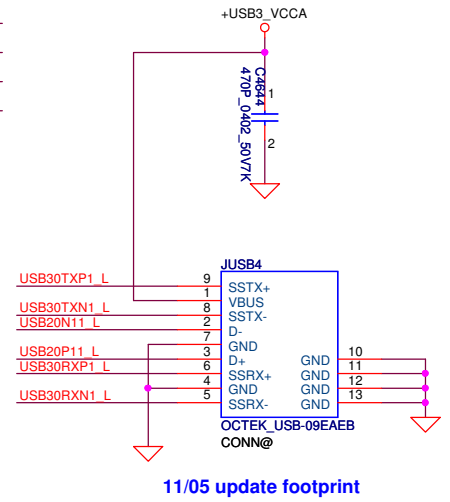 +USB3_VCCA
C4644
470P_0402_50V7K
1
2
JUSB4
USB30TXP1_L 9 SSTX+
1 VBUS
USB30TXN1_L 8 SSTX-
USB20N11_L 2 D-
7 GND
USB20P11_L 3 D+ GND 10
USB30RXP1_L 6 SSRX+ GND 11
4 GND GND 12
USB30RXN1_L 5 SSRX- GND 13
OCTEK_USB-09EAEB
CONN@
11/05 update footprint